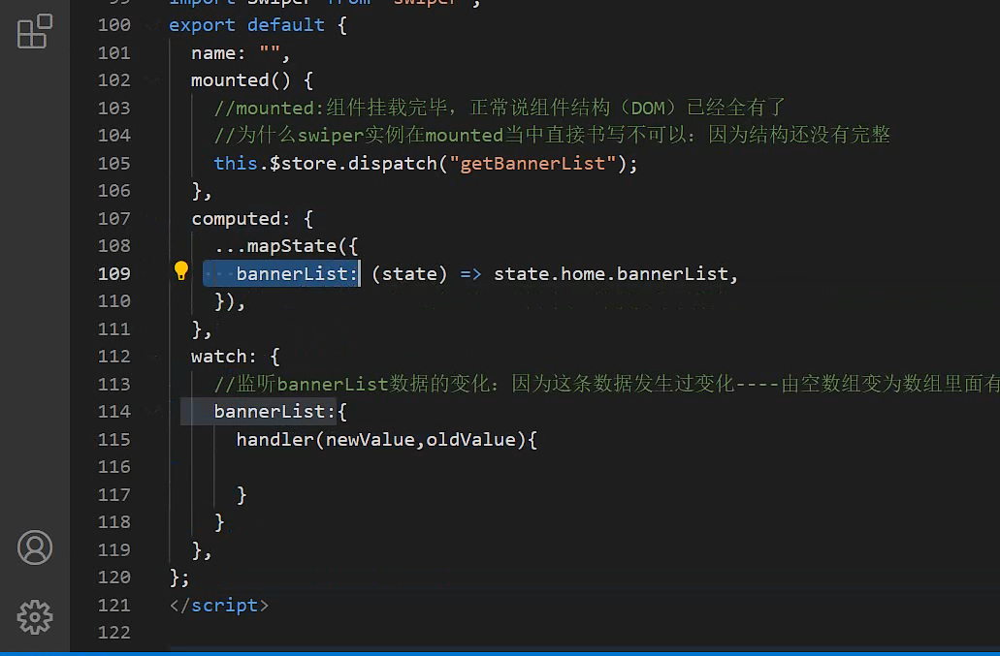 99 import Swiper from "swiper";
100 export default {
101 name: "",
102 mounted() {
103 //mounted:组件挂载完毕，正常说组件结构（DOM）已经全有了
104 //为什么swiper实例在mounted当中直接书写不可以：因为结构还没有完整
105 this.$store.dispatch("getBannerList");
106 },
107 computed: {
108 ...mapState({
109 bannerList: (state) => state.home.bannerList,
110 }),
111 },
112 watch: {
113 //监听bannerList数据的变化：因为这条数据发生过变化----由空数组变为数组里面有
114 bannerList:{
115 handler(newValue,oldValue){
116
117 }
118 }
119 },
120 };
121 </script>
122